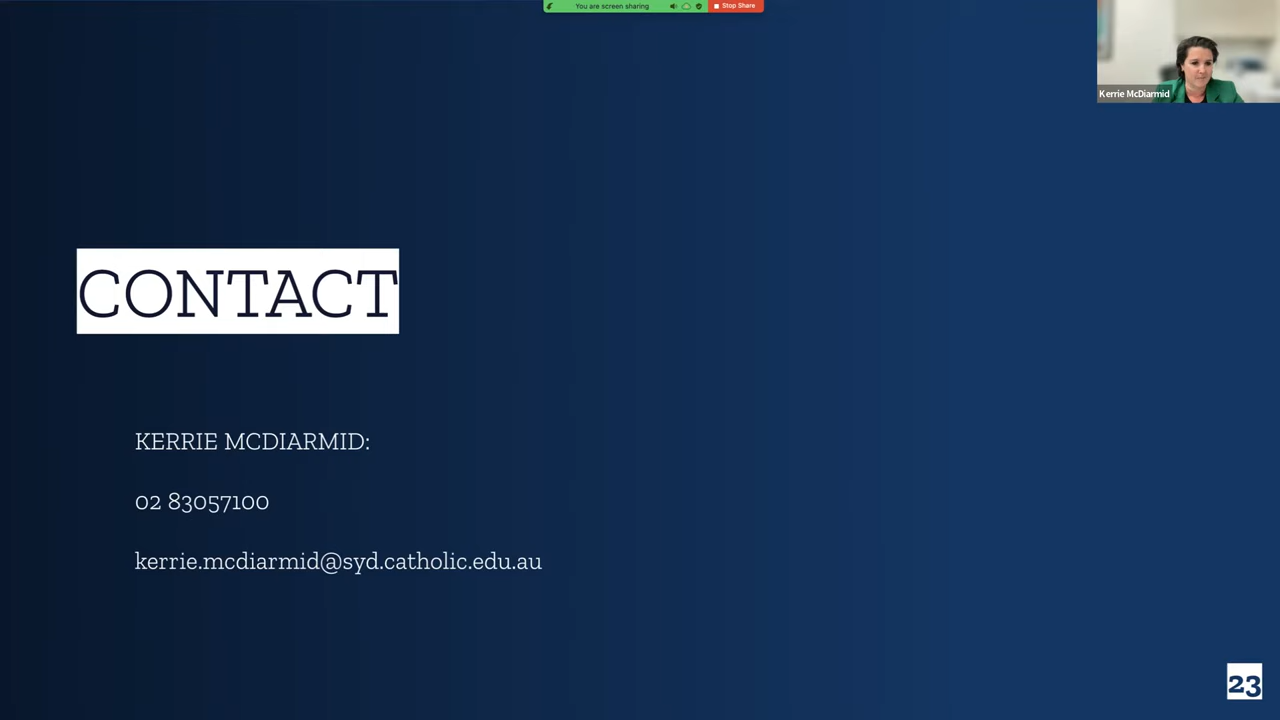 You are screen sharing
Stop Share
Kerrie McDiarmid
CONTACT
KERRIE MCDIARMID:
02 83057100
kerrie.mcdiarmid@syd.catholic.edu.au
23